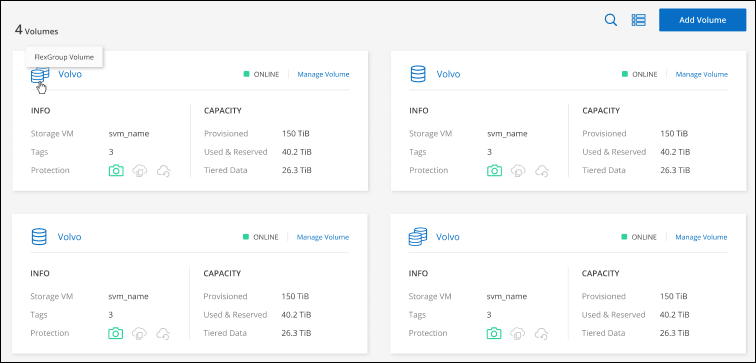 4 Volumes
Add Volume
FlexGroup Volume
Volvo ONLINE Manage Volume
INFO CAPACITY
Storage VM svm_name Provisioned 150 TiB
Tags 3 Used & Reserved 40.2 TiB
Protection Tiered Data 26.3 TiB
Volvo ONLINE Manage Volume
INFO CAPACITY
Storage VM svm_name Provisioned 150 TiB
Tags 3 Used & Reserved 40.2 TiB
Protection Tiered Data 26.3 TiB
Volvo ONLINE Manage Volume
INFO CAPACITY
Storage VM svm_name Provisioned 150 TiB
Tags 3 Used & Reserved 40.2 TiB
Protection Tiered Data 26.3 TiB
Volvo ONLINE Manage Volume
INFO CAPACITY
Storage VM svm_name Provisioned 150 TiB
Tags 3 Used & Reserved 40.2 TiB
Protection Tiered Data 26.3 TiB